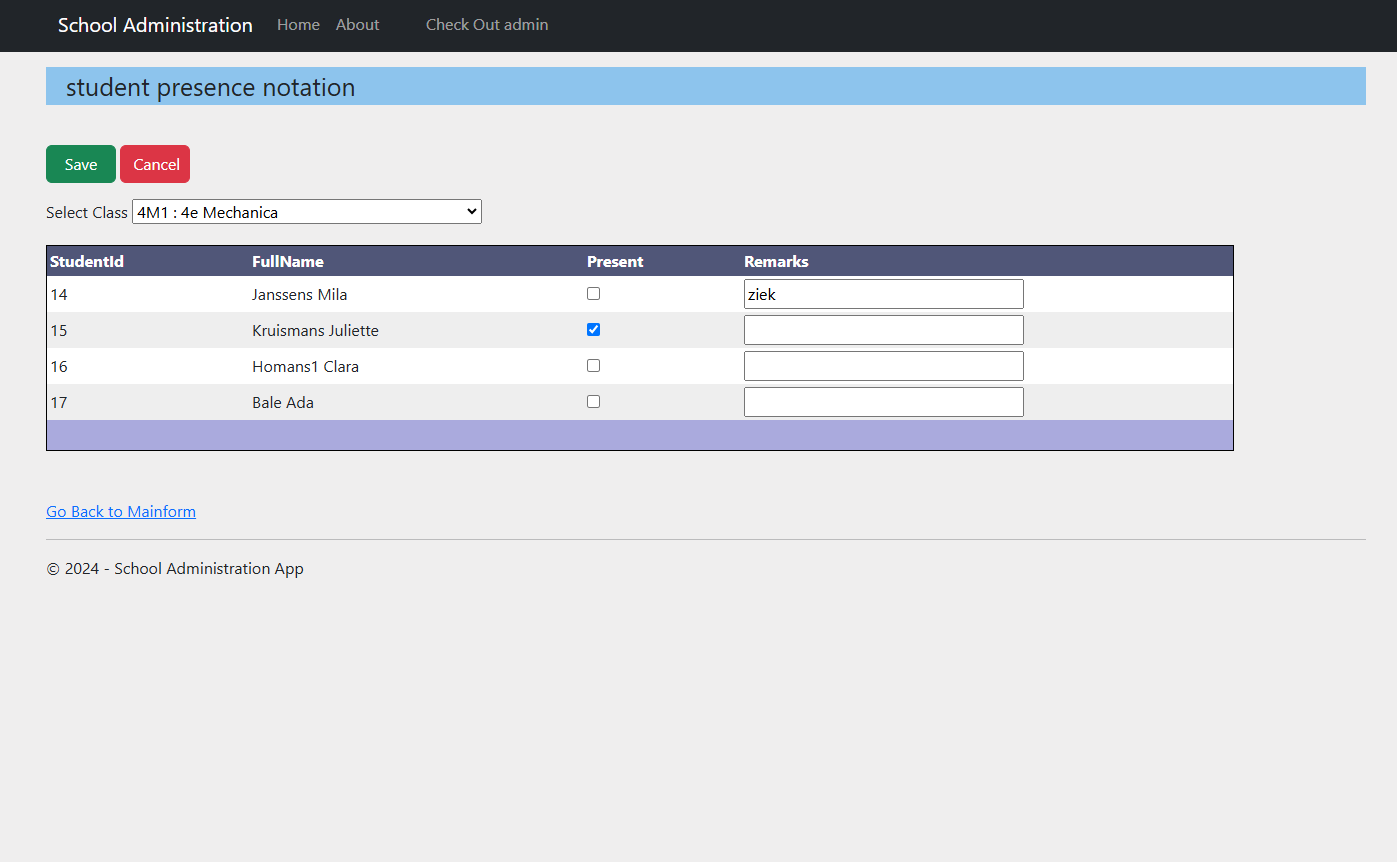 School Administration Home About Check Out admin
student presence notation
Save Cancel
Select Class 4M1 : 4e Mechanica
StudentId FullName Present Remarks
14 Janssens Mila ziek
15 Kruismans Juliette
16 Homans1 Clara
17 Bale Ada
Go Back to Mainform
© 2024 - School Administration App